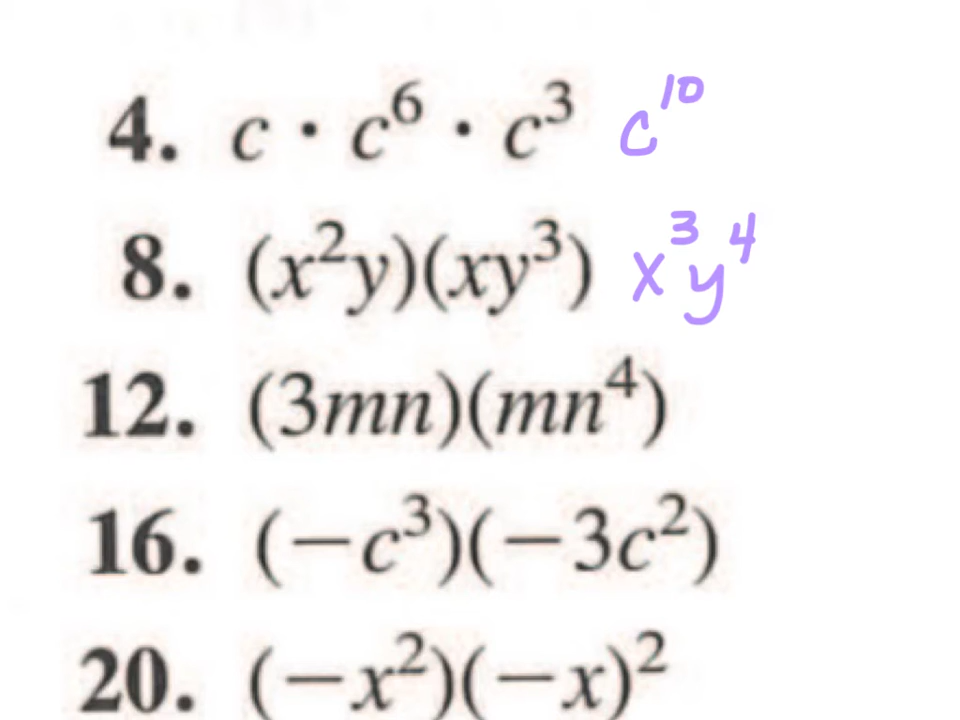 4. c · c⁶ · c³ c¹⁰
8. (x²y)(xy³) x³y⁴
12. (3mn)(mn⁴)
16. (−c³)(−3c²)
20. (−x²)(−x)²